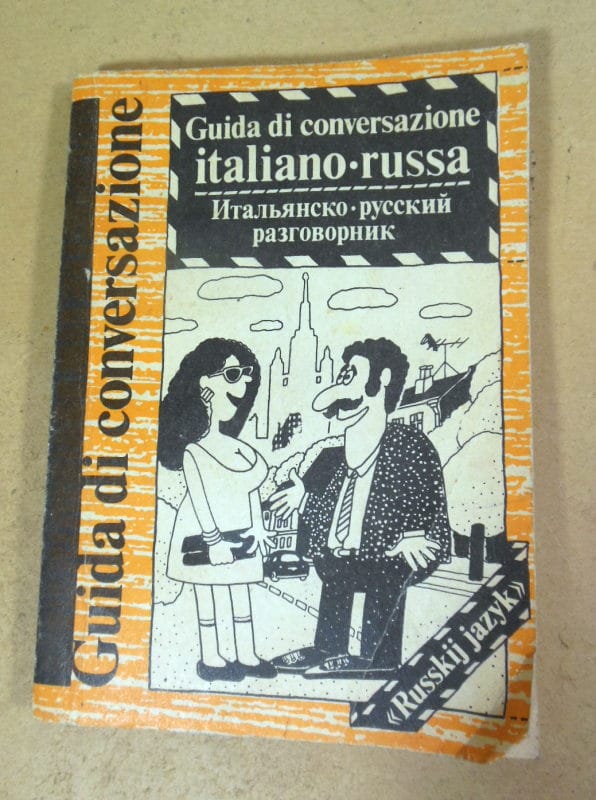 Guida di conversazione
Guida di conversazione
italiano·russa
Итальянско·русский
разговорник
«Russkij jazyk»